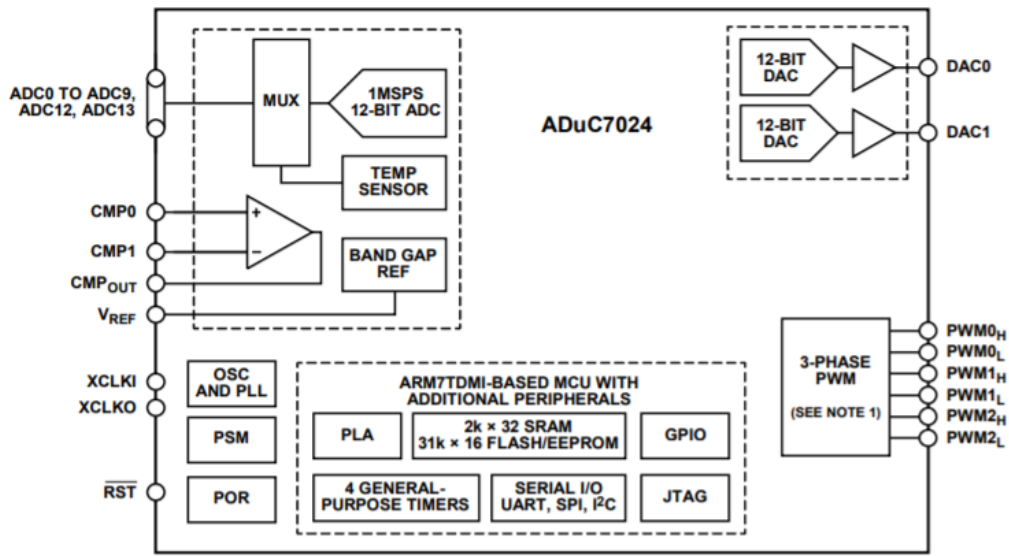 ADC0 TO ADC9,
ADC12, ADC13
MUX
1MSPS
12-BIT ADC
TEMP
SENSOR
CMP0
+
CMP1
−
CMPOUT
BAND GAP
REF
VREF
ADuC7024
12-BIT
DAC
DAC0
12-BIT
DAC
DAC1
XCLKI
XCLKO
OSC
AND PLL
PSM
RST
POR
ARM7TDMI-BASED MCU WITH
ADDITIONAL PERIPHERALS
PLA
2k × 32 SRAM
31k × 16 FLASH/EEPROM
GPIO
4 GENERAL-
PURPOSE TIMERS
SERIAL I/O
UART, SPI, I2C
JTAG
3-PHASE
PWM
(SEE NOTE 1)
PWM0H
PWM0L
PWM1H
PWM1L
PWM2H
PWM2L